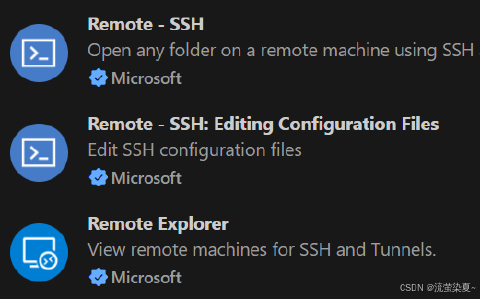 Remote - SSH
Open any folder on a remote machine using SSH
Microsoft
Remote - SSH: Editing Configuration Files
Edit SSH configuration files
Microsoft
Remote Explorer
View remote machines for SSH and Tunnels.
Microsoft
CSDN @流萤染夏~